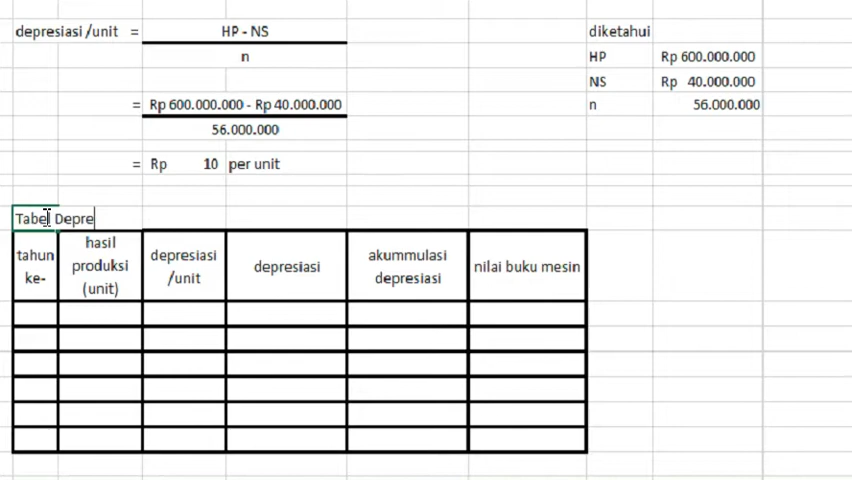 depresiasi /unit = HP - NS
n
= Rp 600.000.000 - Rp 40.000.000
56.000.000
= Rp 10 per unit
diketahui
HP Rp 600.000.000
NS Rp 40.000.000
n 56.000.000
Tabel Depre
tahun
ke-
hasil
produksi
(unit)
depresiasi
/unit
depresiasi
akummulasi
depresiasi
nilai buku mesin